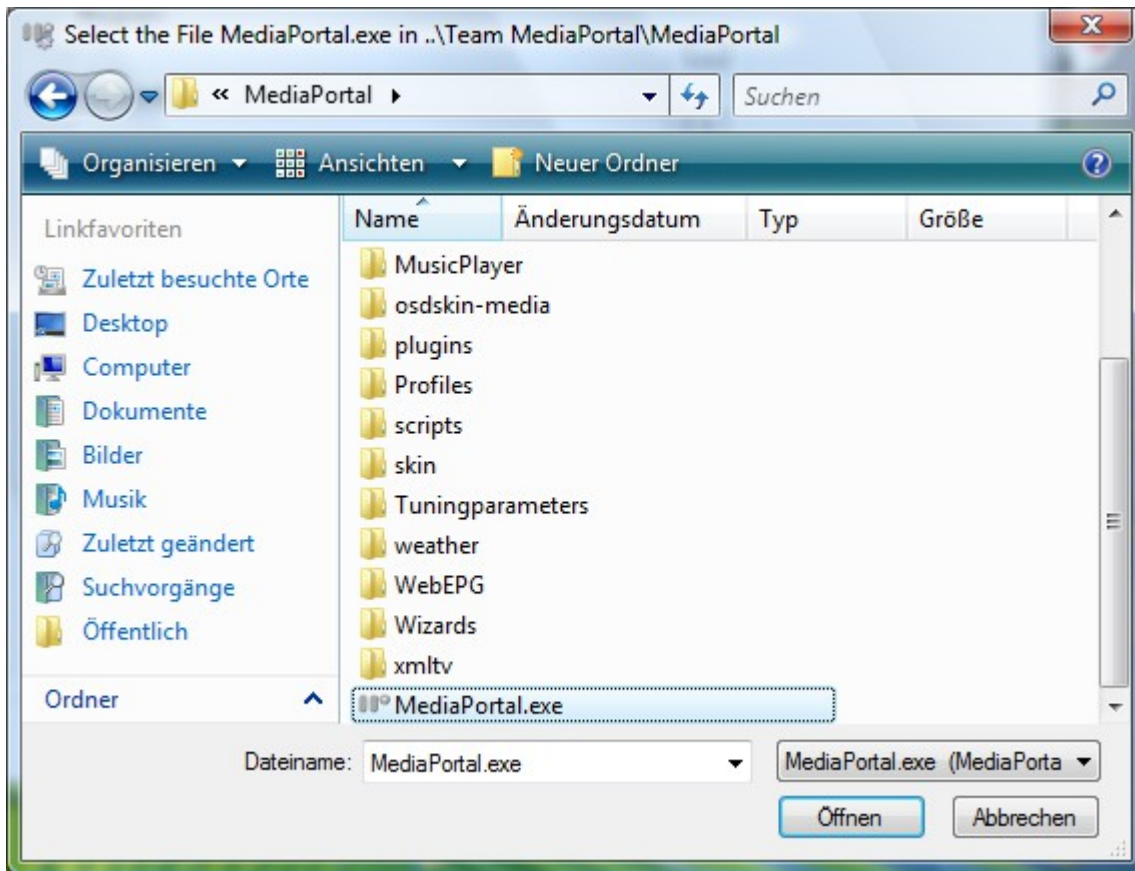 Select the File MediaPortal.exe in ..\Team MediaPortal\MediaPortal
« MediaPortal
Suchen
Organisieren Ansichten Neuer Ordner
Linkfavoriten
Zuletzt besuchte Orte
Desktop
Computer
Dokumente
Bilder
Musik
Zuletzt geändert
Suchvorgänge
Öffentlich
Ordner
Name Änderungsdatum Typ Größe
MusicPlayer
osdskin-media
plugins
Profiles
scripts
skin
Tuningparameters
weather
WebEPG
Wizards
xmltv
MediaPortal.exe
Dateiname: MediaPortal.exe
MediaPortal.exe (MediaPorta
Öffnen Abbrechen